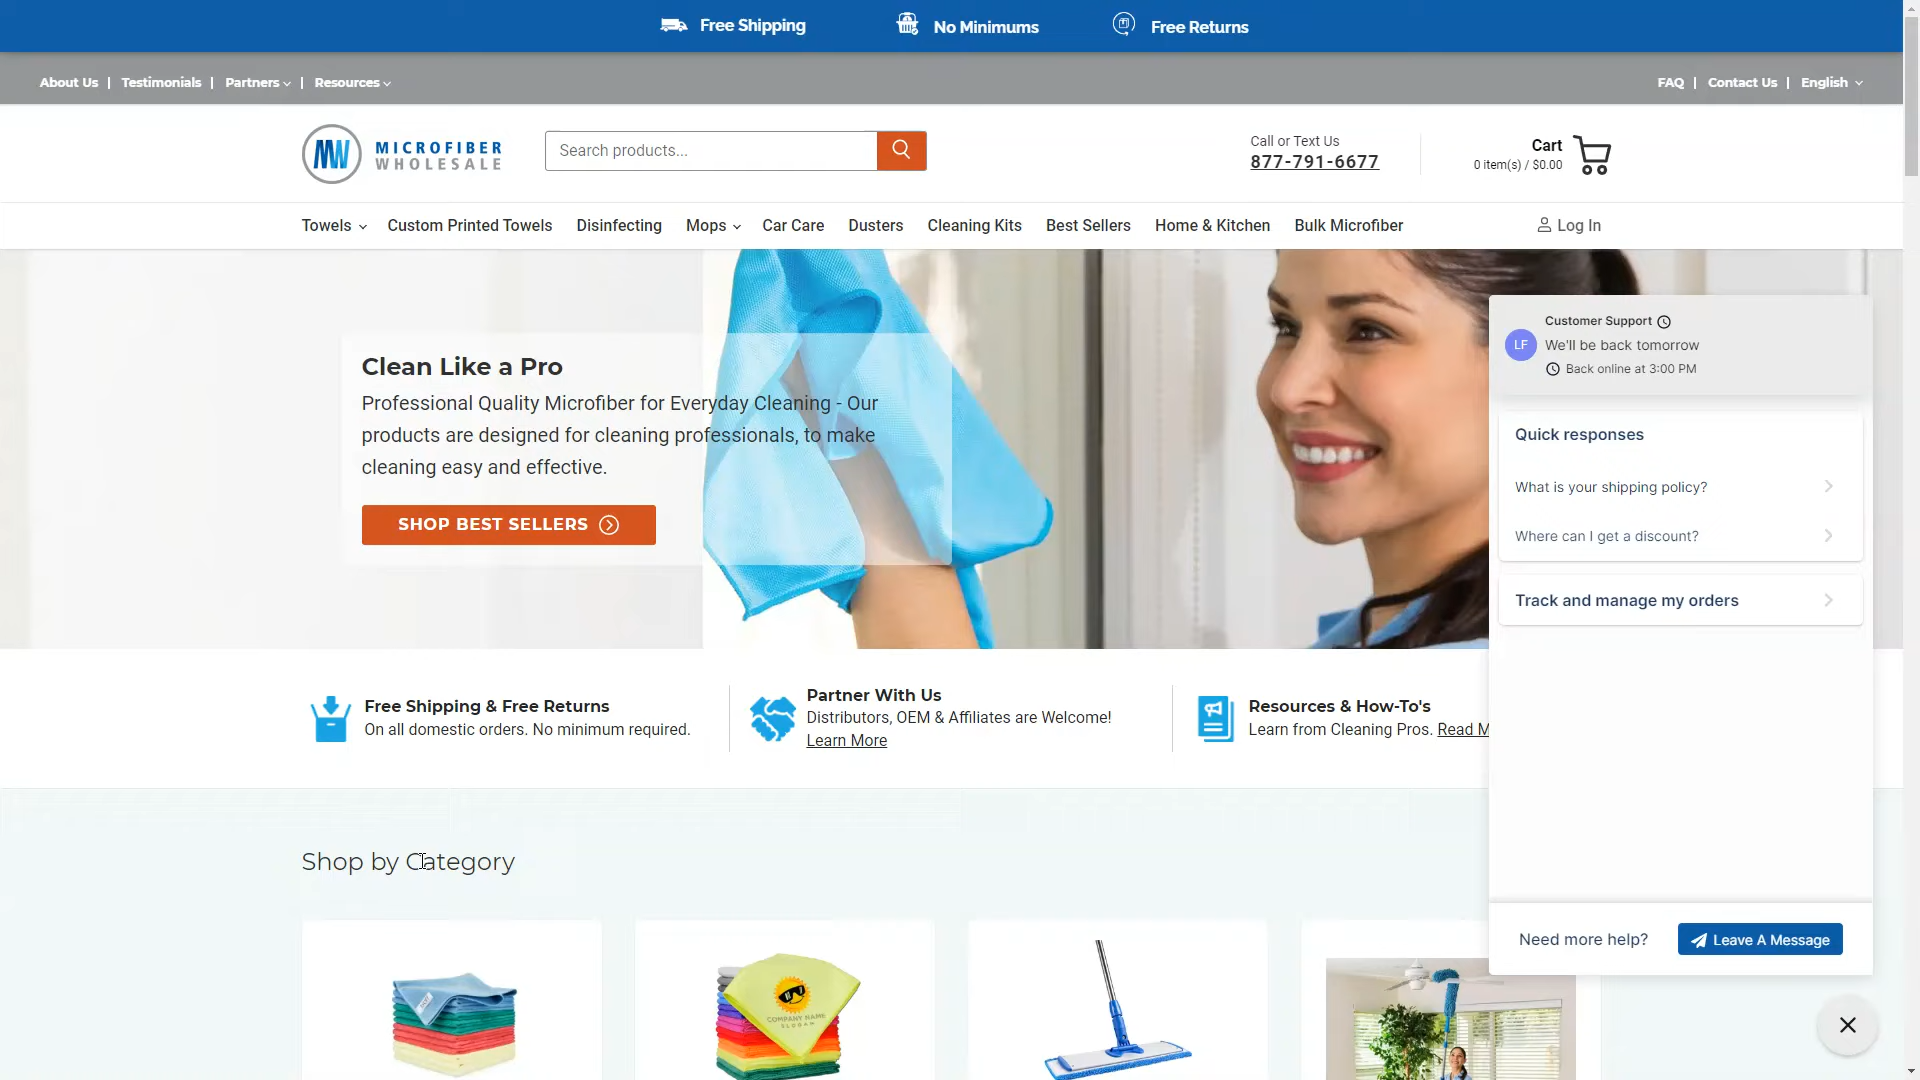 Free Shipping
No Minimums
Free Returns
About Us | Testimonials | Partners | Resources
FAQ | Contact Us | English
MW MICROFIBER
WHOLESALE
Search products...
Call or Text Us
877-791-6677
Cart
0 item(s) / $0.00
Towels
Custom Printed Towels
Disinfecting
Mops
Car Care
Dusters
Cleaning Kits
Best Sellers
Home & Kitchen
Bulk Microfiber
Log In
Clean Like a Pro
Professional Quality Microfiber for Everyday Cleaning - Our
products are designed for cleaning professionals, to make
cleaning easy and effective.
SHOP BEST SELLERS
Customer Support
LF
We'll be back tomorrow
Back online at 3:00 PM
Quick responses
What is your shipping policy?
Where can I get a discount?
Track and manage my orders
Need more help?
Leave A Message
Free Shipping & Free Returns
On all domestic orders. No minimum required.
Partner With Us
Distributors, OEM & Affiliates are Welcome!
Learn More
Resources & How-To's
Learn from Cleaning Pros. Read M
Shop by Category
COMPANY NAME
SLOGAN